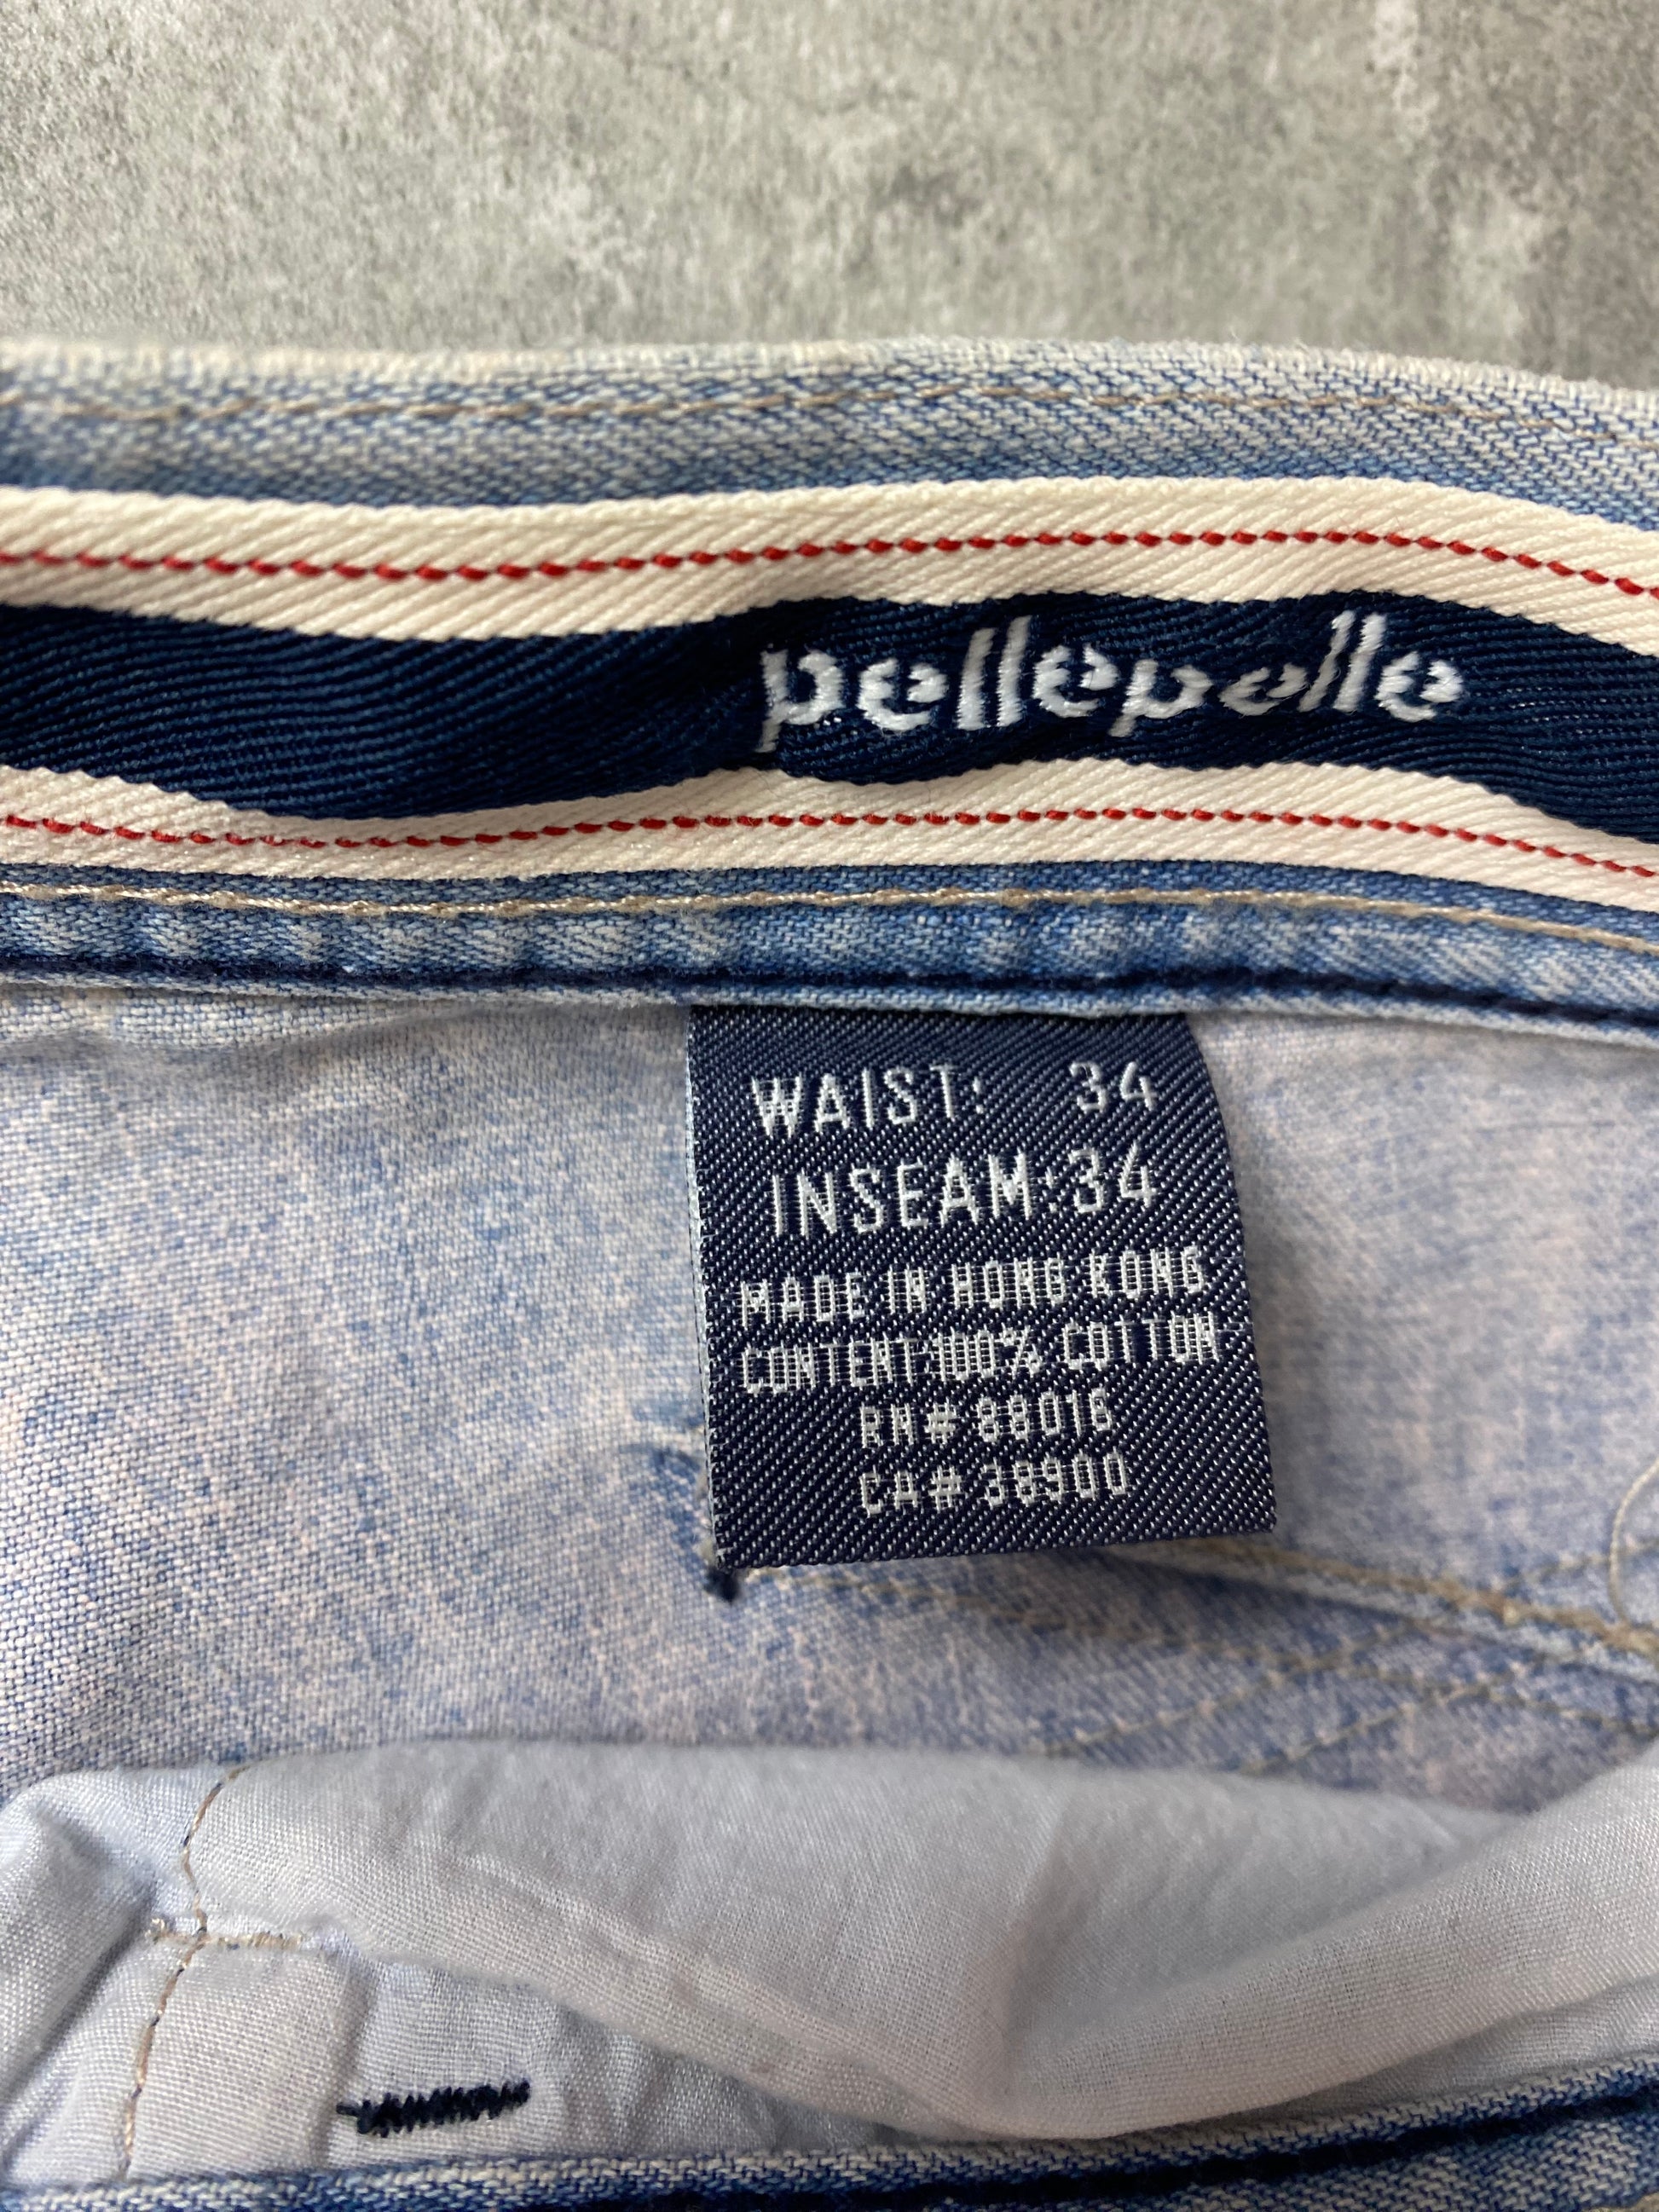 pellepelle
WAIST: 34
INSEAM:34
MADE IN HONG KONG
CONTENT:100% COTTON
RN# 88016
CA# 38900